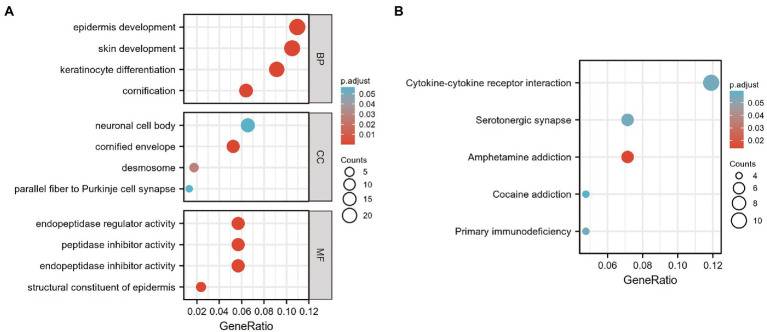 A
epidermis development
skin development
keratinocyte differentiation
cornification
BP
neuronal cell body
cornified envelope
desmosome
parallel fiber to Purkinje cell synapse
CC
endopeptidase regulator activity
peptidase inhibitor activity
endopeptidase inhibitor activity
structural constituent of epidermis
MF
0.02 0.04 0.06 0.08 0.10 0.12
GeneRatio
p.adjust
0.05
0.04
0.03
0.02
0.01
Counts
5
10
15
20
B
Cytokine-cytokine receptor interaction
Serotonergic synapse
Amphetamine addiction
Cocaine addiction
Primary immunodeficiency
0.06 0.08 0.10 0.12
GeneRatio
p.adjust
0.05
0.04
0.03
0.02
Counts
4
6
8
10